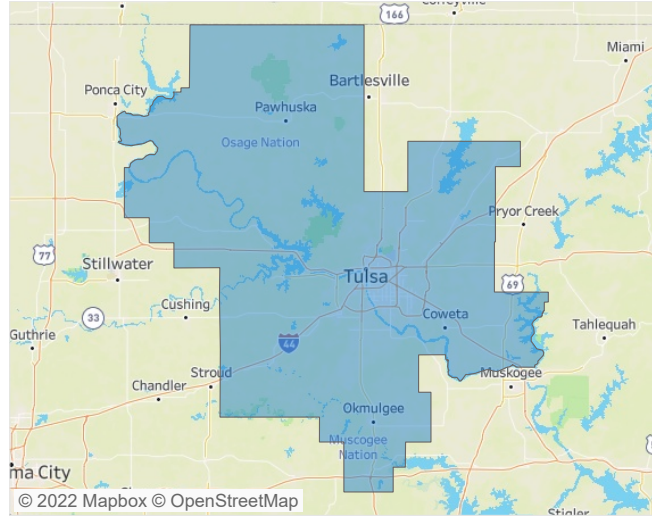 Coffeyville
166
Miami
Bartlesville
Ponca City
Pawhuska
Osage Nation
Pryor Creek
77
Stillwater
Tulsa
69
Cushing
Coweta
33
Tahlequah
Guthrie
44
Stroud
Muskogee
Chandler
Okmulgee
Muscogee
Nation
ma City
© 2022 Mapbox © OpenStreetMap
Stigler